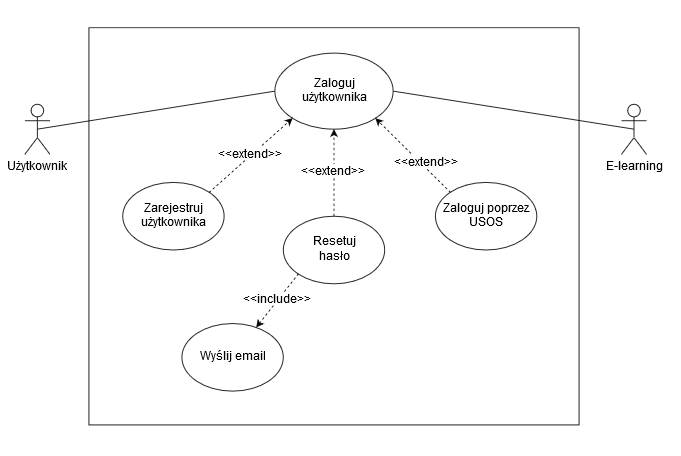 Zaloguj
użytkownika
Użytkownik
E-learning
<<extend>>
<<extend>>
<<extend>>
Zarejestruj
użytkownika
Resetuj
hasło
Zaloguj poprzez
USOS
<<include>>
Wyślij email